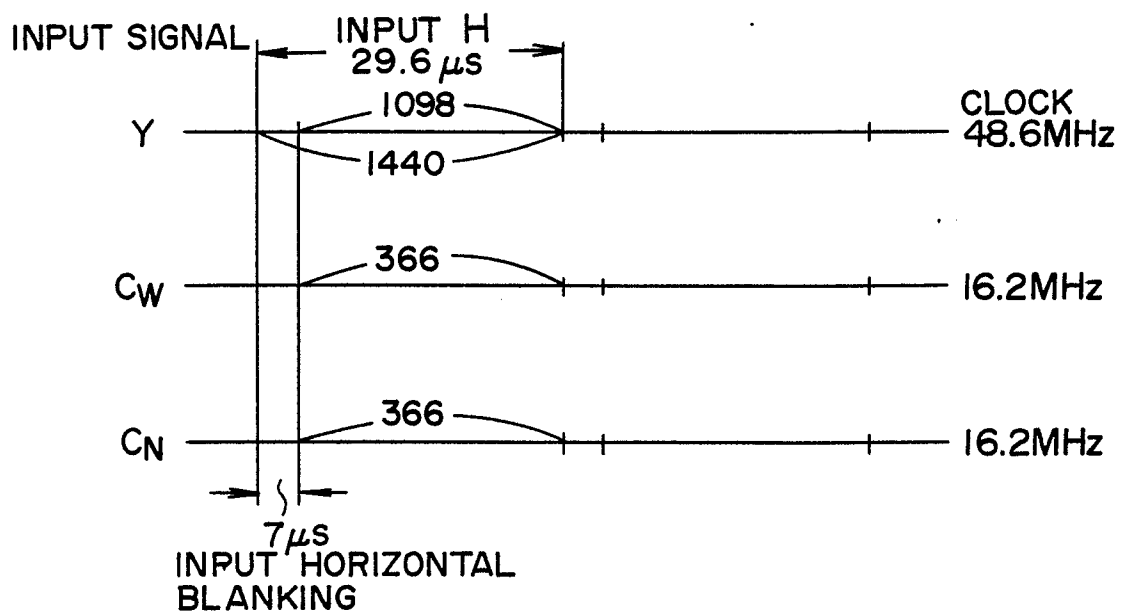 INPUT SIGNAL
INPUT H
29.6 μs
1098
CLOCK
Y
48.6MHz
1440
366
CW
16.2MHz
366
CN
16.2MHz
7μs
INPUT HORIZONTAL
BLANKING